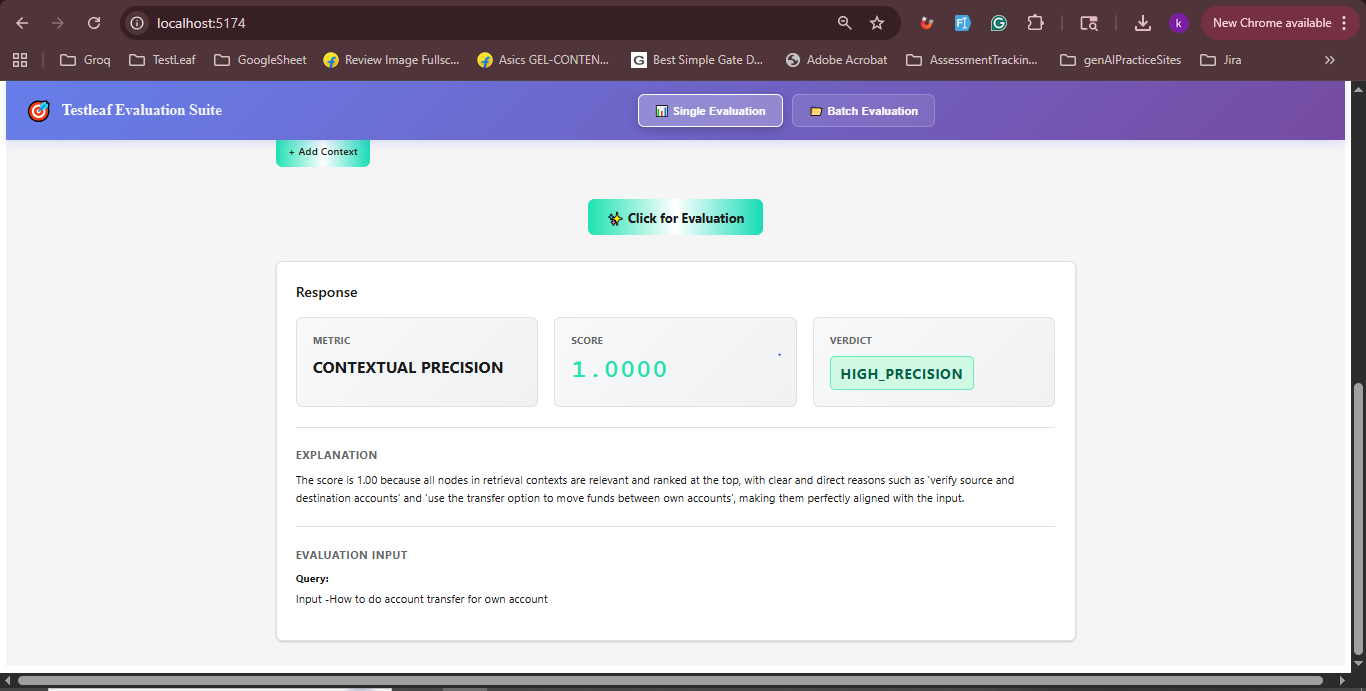 localhost:5174
New Chrome available
Groq
TestLeaf
GoogleSheet
Review Image Fullsc...
Asics GEL-CONTEN...
Best Simple Gate D...
Adobe Acrobat
AssessmentTrackin...
genAIPracticeSites
Jira
Testleaf Evaluation Suite
Single Evaluation
Batch Evaluation
+ Add Context
Click for Evaluation
Response
METRIC
CONTEXTUAL PRECISION
SCORE
1.0000
VERDICT
HIGH_PRECISION
EXPLANATION
The score is 1.00 because all nodes in retrieval contexts are relevant and ranked at the top, with clear and direct reasons such as 'verify source and
destination accounts' and 'use the transfer option to move funds between own accounts', making them perfectly aligned with the input.
EVALUATION INPUT
Query:
Input -How to do account transfer for own account